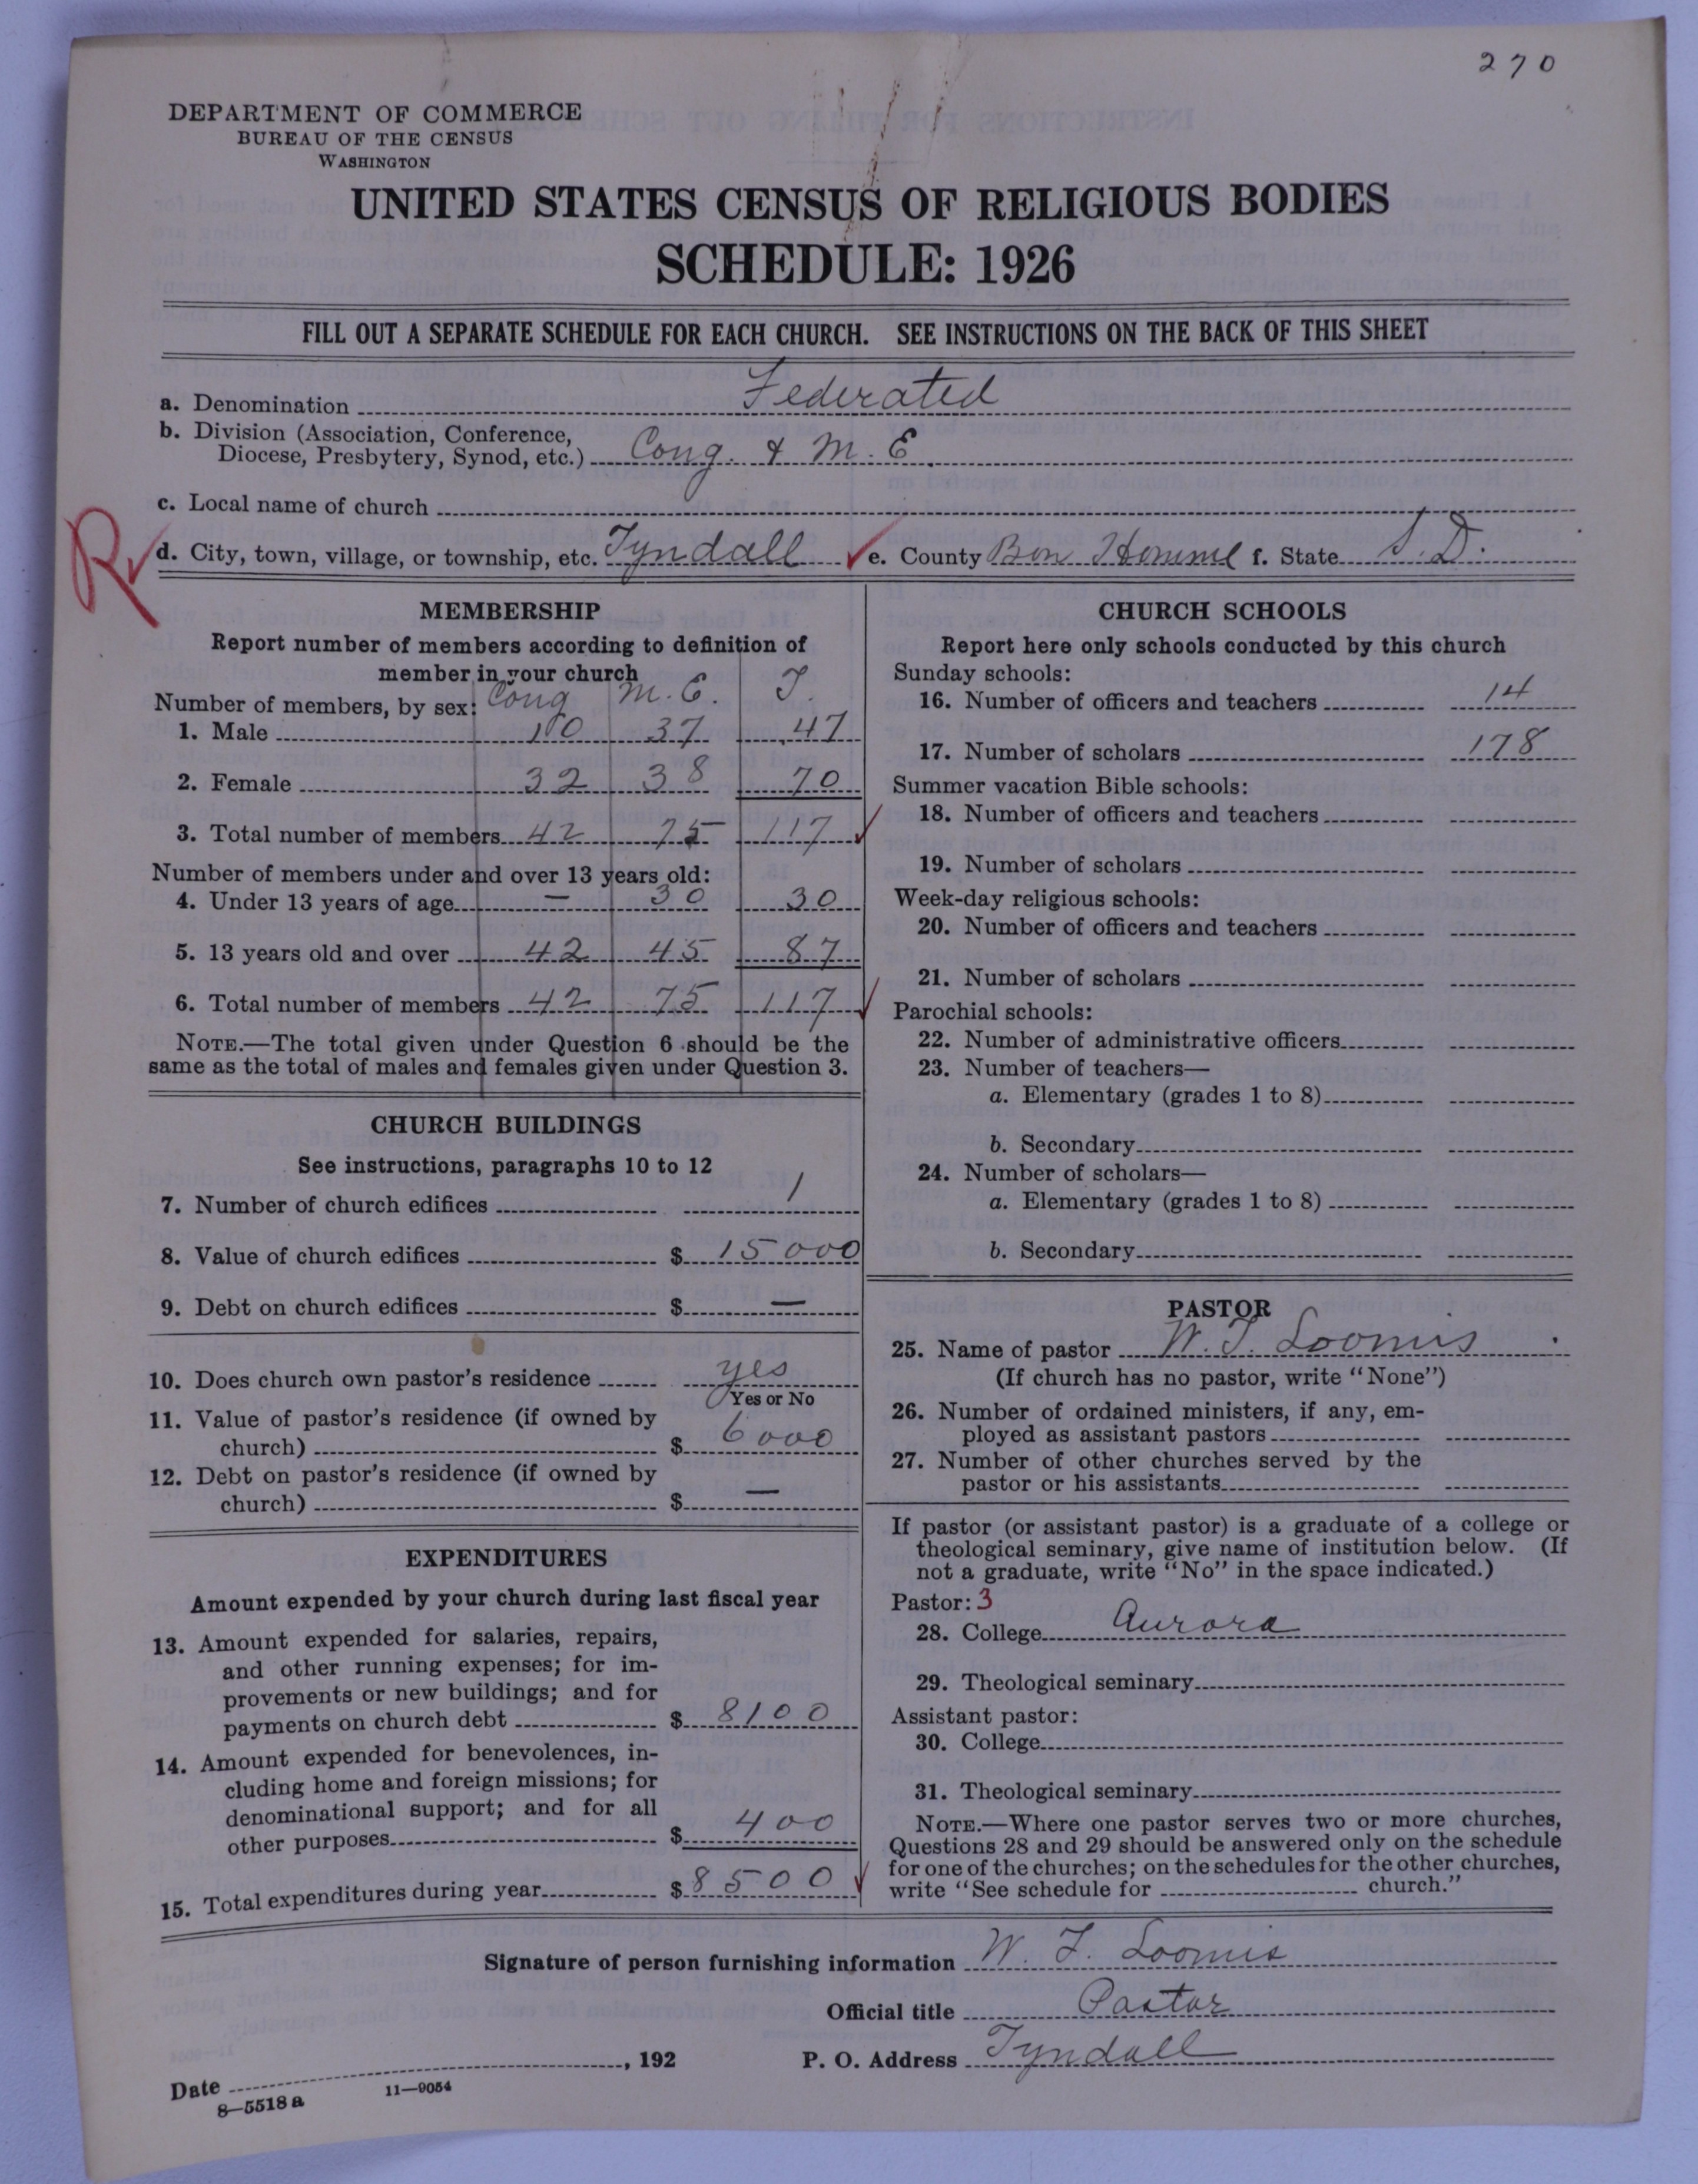 270
DEPARTMENT OF COMMERCE
BUREAU OF THE CENSUS
WASHINGTON
UNITED STATES CENSUS OF RELIGIOUS BODIES
SCHEDULE: 1926
FILL OUT A SEPARATE SCHEDULE FOR EACH CHURCH. SEE INSTRUCTIONS ON THE BACK OF THIS SHEET
a. Denomination Federated
b. Division (Association, Conference,
Diocese, Presbytery, Synod, etc.) Cong. & M. E.
c. Local name of church
R d. City, town, village, or township, etc. Tyndall e. County Bon Homme f. State S. D.
MEMBERSHIP
Report number of members according to definition of
member in your church
Number of members, by sex: Cong M. E. T.
1. Male 10 37 47
2. Female 32 38 70
3. Total number of members 42 75 117
Number of members under and over 13 years old:
4. Under 13 years of age — 30 30
5. 13 years old and over 42 45 87
6. Total number of members 42 75 117
NOTE.—The total given under Question 6 should be the
same as the total of males and females given under Question 3.
CHURCH BUILDINGS
See instructions, paragraphs 10 to 12
7. Number of church edifices 1
8. Value of church edifices $ 15000
9. Debt on church edifices $ —
10. Does church own pastor's residence yes
Yes or No
11. Value of pastor's residence (if owned by
church) $ 6000
12. Debt on pastor's residence (if owned by
church) $ —
EXPENDITURES
Amount expended by your church during last fiscal year
13. Amount expended for salaries, repairs,
and other running expenses; for im-
provements or new buildings; and for
payments on church debt $ 8100
14. Amount expended for benevolences, in-
cluding home and foreign missions; for
denominational support; and for all
other purposes $ 400
15. Total expenditures during year $ 8500
CHURCH SCHOOLS
Report here only schools conducted by this church
Sunday schools:
16. Number of officers and teachers 14
17. Number of scholars 178
Summer vacation Bible schools:
18. Number of officers and teachers
19. Number of scholars
Week-day religious schools:
20. Number of officers and teachers
21. Number of scholars
Parochial schools:
22. Number of administrative officers
23. Number of teachers—
a. Elementary (grades 1 to 8)
b. Secondary
24. Number of scholars—
a. Elementary (grades 1 to 8)
b. Secondary
PASTOR
25. Name of pastor W. T. Loomis
(If church has no pastor, write "None")
26. Number of ordained ministers, if any, em-
ployed as assistant pastors
27. Number of other churches served by the
pastor or his assistants
If pastor (or assistant pastor) is a graduate of a college or
theological seminary, give name of institution below. (If
not a graduate, write "No" in the space indicated.)
Pastor: 3
28. College Aurora
29. Theological seminary
Assistant pastor:
30. College
31. Theological seminary
NOTE.—Where one pastor serves two or more churches,
Questions 28 and 29 should be answered only on the schedule
for one of the churches; on the schedules for the other churches,
write "See schedule for church."
Signature of person furnishing information W. T. Loomis
Official title Pastor
Date , 192 P. O. Address Tyndall
8—5518 a 11—9054